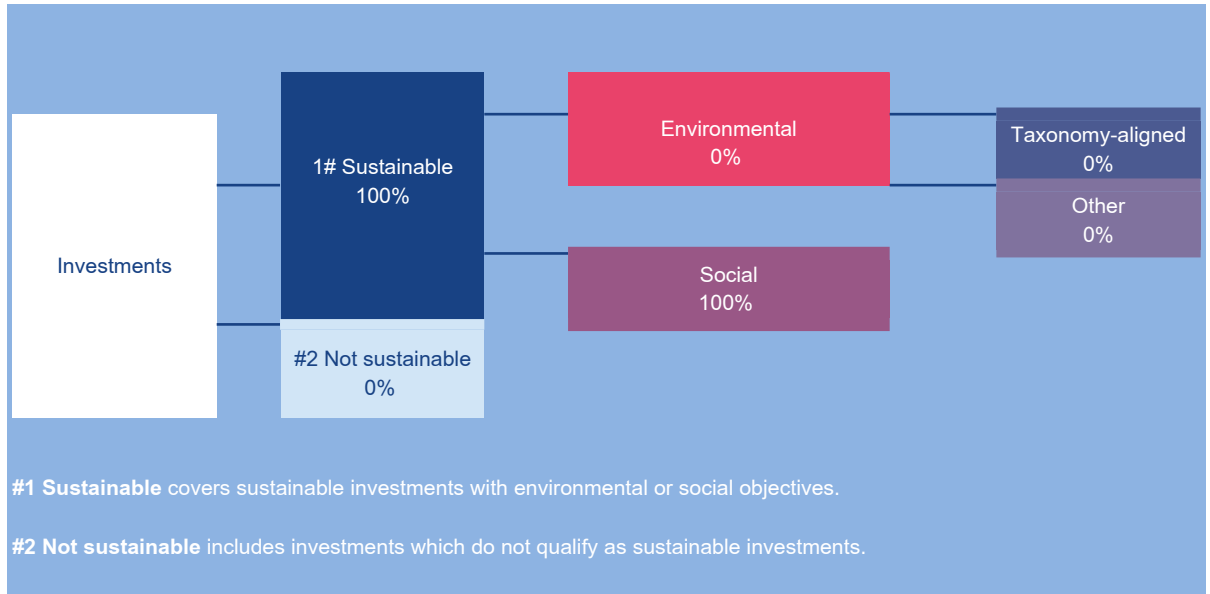 Investments
1# Sustainable
100%
#2 Not sustainable
0%
Environmental
0%
Social
100%
Taxonomy-aligned
0%
Other
0%
#1 Sustainable covers sustainable investments with environmental or social objectives.
#2 Not sustainable includes investments which do not qualify as sustainable investments.